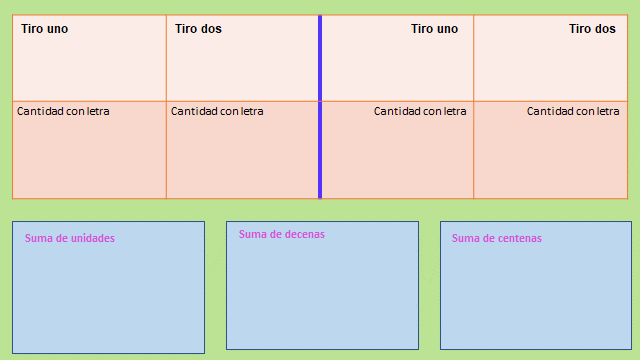 Tiro uno
Tiro dos
Tiro uno
Tiro dos
Cantidad con letra
Cantidad con letra
Cantidad con letra
Cantidad con letra
Suma de unidades
Suma de decenas
Suma de centenas